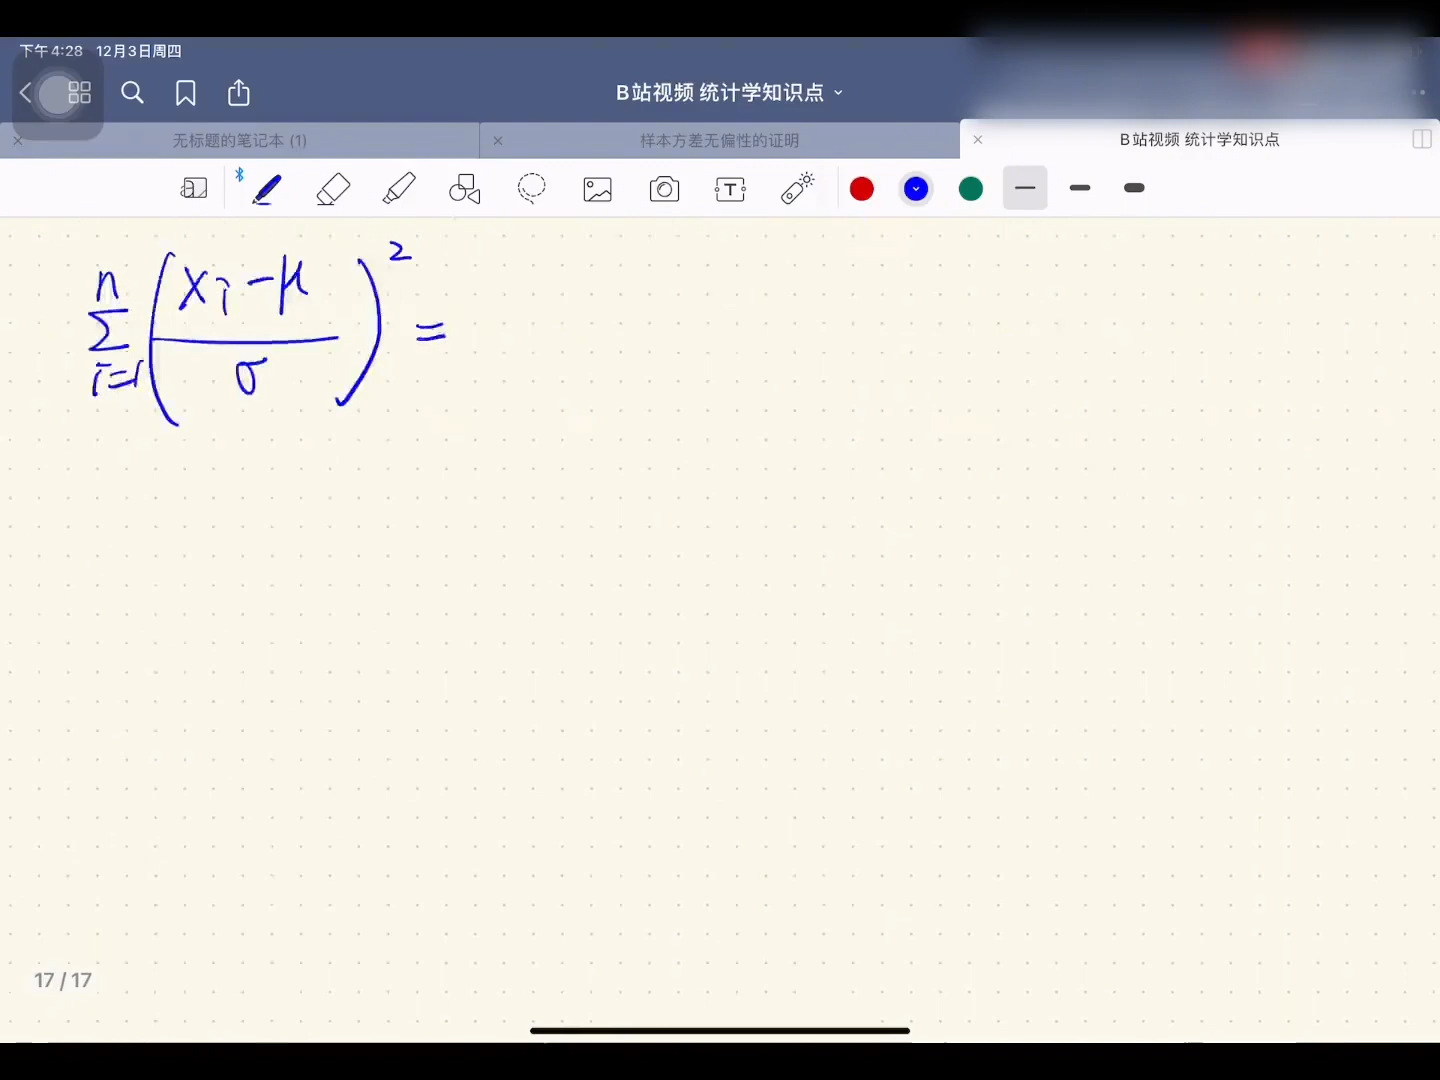 下午4:28 12月3日周四
B站视频 统计学知识点
无标题的笔记本 (1)
样本方差无偏性的证明
B站视频 统计学知识点
a
T
n
∑ ( (xi - μ) / σ )² =
i=1
17 / 17